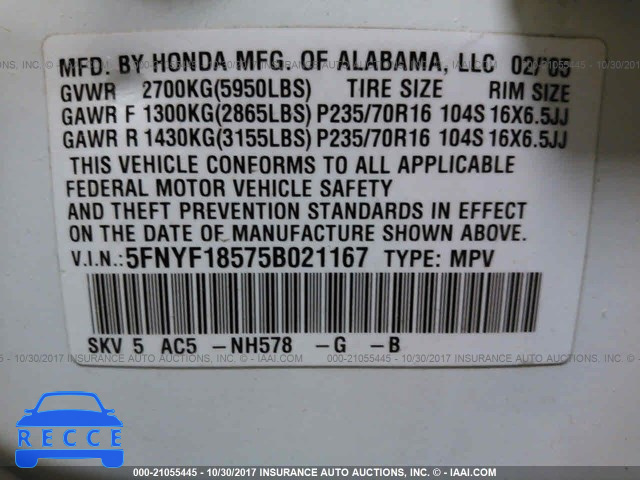 MFD. BY HONDA MFG. OF ALABAMA, LLC 02/'05
GVWR 2700KG(5950LBS) TIRE SIZE RIM SIZE
GAWR F 1300KG(2865LBS) P235/70R16 104S 16X6.5JJ
GAWR R 1430KG(3155LBS) P235/70R16 104S 16X6.5JJ
THIS VEHICLE CONFORMS TO ALL APPLICABLE
FEDERAL MOTOR VEHICLE SAFETY
AND THEFT PREVENTION STANDARDS IN EFFECT
ON THE DATE OF MANUFACTURE SHOWN ABOVE.
V.I.N.:5FNYF18575B021167 TYPE: MPV
SKV 5 AC5 -NH578 -G -B
RECCE
000-21055445 - 10/30/2017 INSURANCE AUTO AUCTIONS, INC. - © IAAI.COM